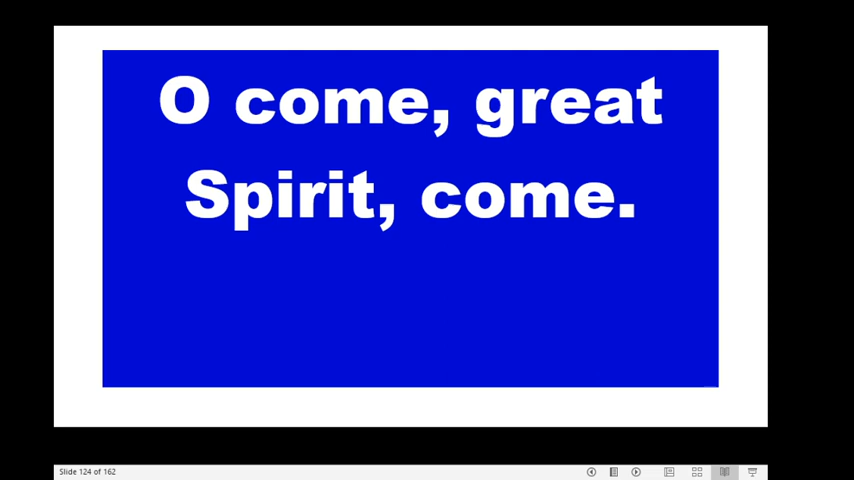 O come, great
Spirit, come.
Slide 124 of 162